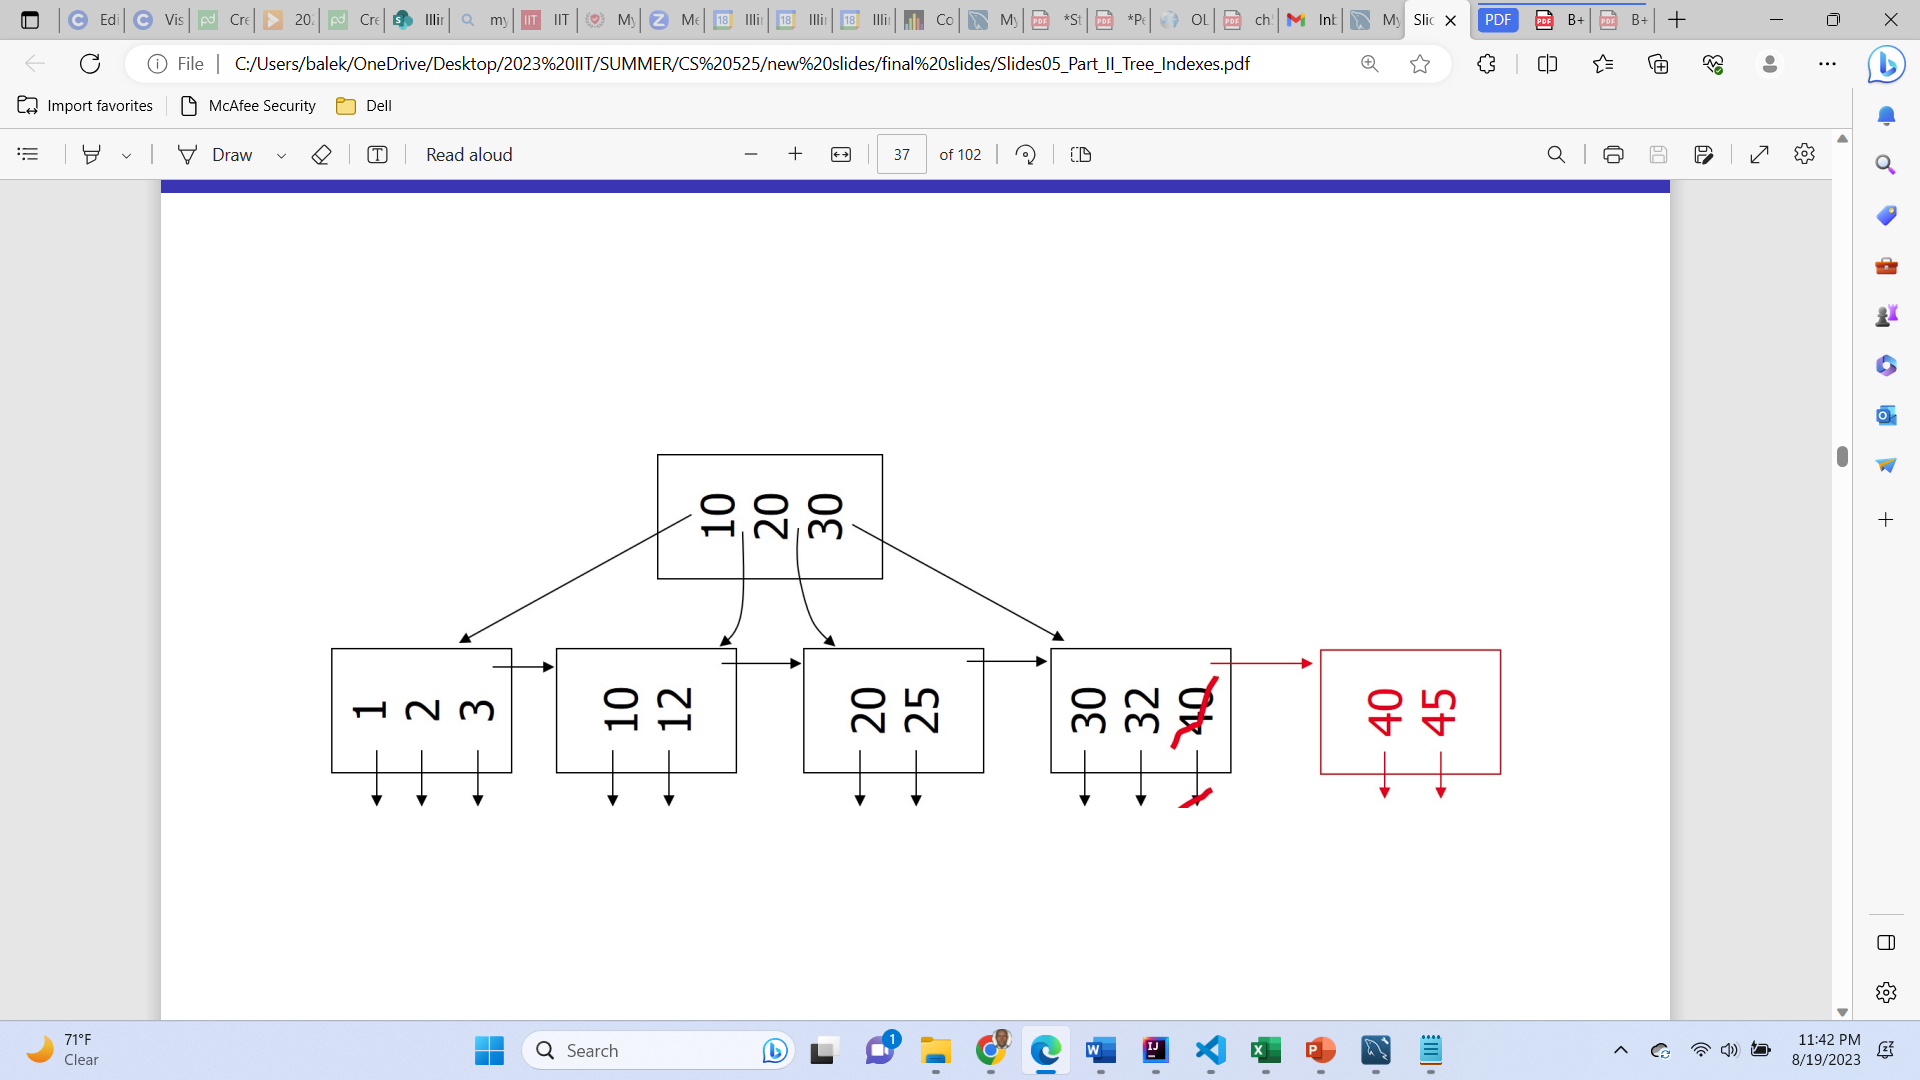 Edi
Vis
Cre
202
Cre
Illir
my
IIT
My
Me
Illir
Illir
Illir
Co
My
*St
*Pe
OL
ch
Inb
My
Slic
PDF
B+
B+
File
C:/Users/balek/OneDrive/Desktop/2023%20IIT/SUMMER/CS%20525/new%20slides/final%20slides/Slides05_Part_II_Tree_Indexes.pdf
Import favorites
McAfee Security
Dell
Draw
Read aloud
37
of 102
10 20 30
1 2 3
10 12
20 25
30 32 40
40 45
71°F
Clear
Search
1
11:42 PM
8/19/2023